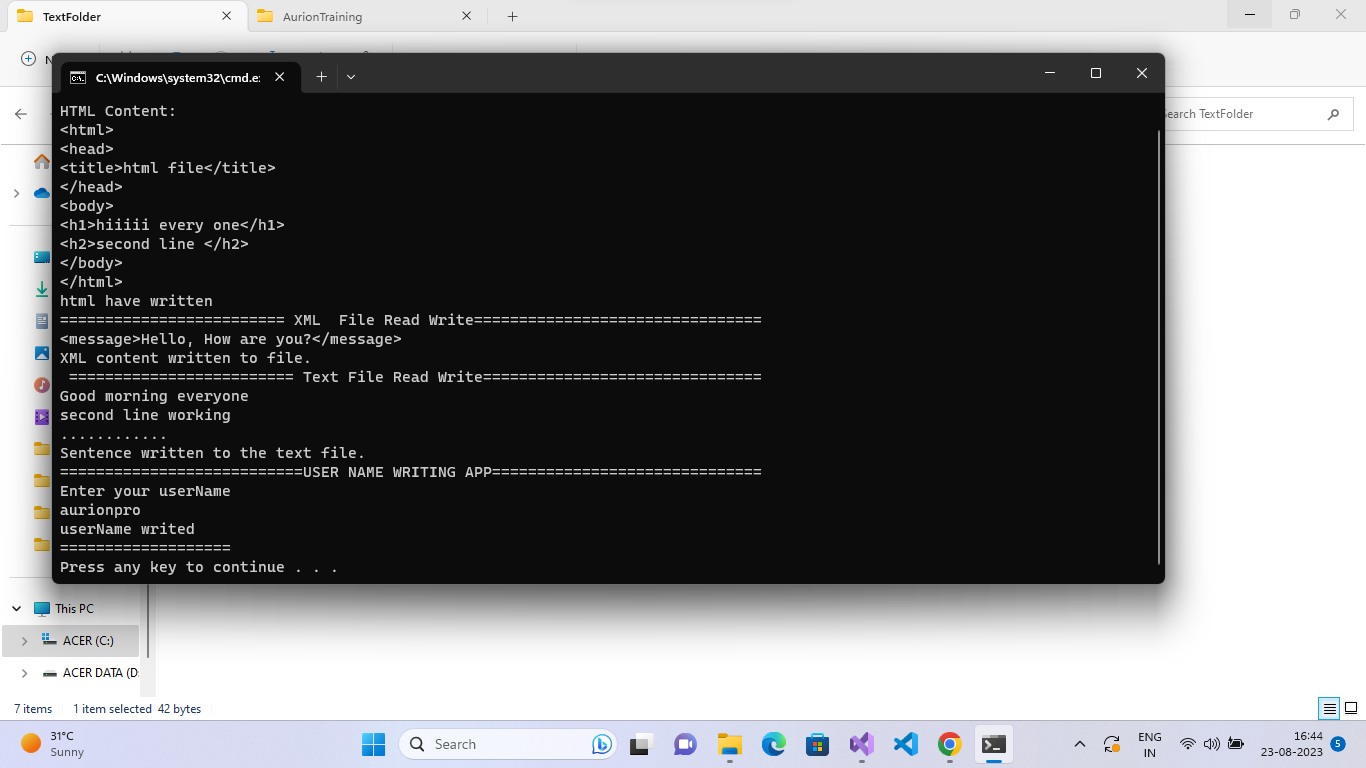 TextFolder
AurionTraining
C:\Windows\system32\cmd.e
HTML Content:
<html>
<head>
<title>html file</title>
</head>
<body>
<h1>hiiiii every one</h1>
<h2>second line </h2>
</body>
</html>
html have written
========================= XML  File Read Write================================
<message>Hello, How are you?</message>
XML content written to file.
 ========================= Text File Read Write===============================
Good morning everyone
second line working
............
Sentence written to the text file.
===========================USER NAME WRITING APP==============================
Enter your userName
aurionpro
userName writed
===================
Press any key to continue . . .
earch TextFolder
This PC
ACER (C:)
ACER DATA (D:
7 items
1 item selected  42 bytes
31°C
Sunny
Search
ENG
IN
16:44
23-08-2023
5